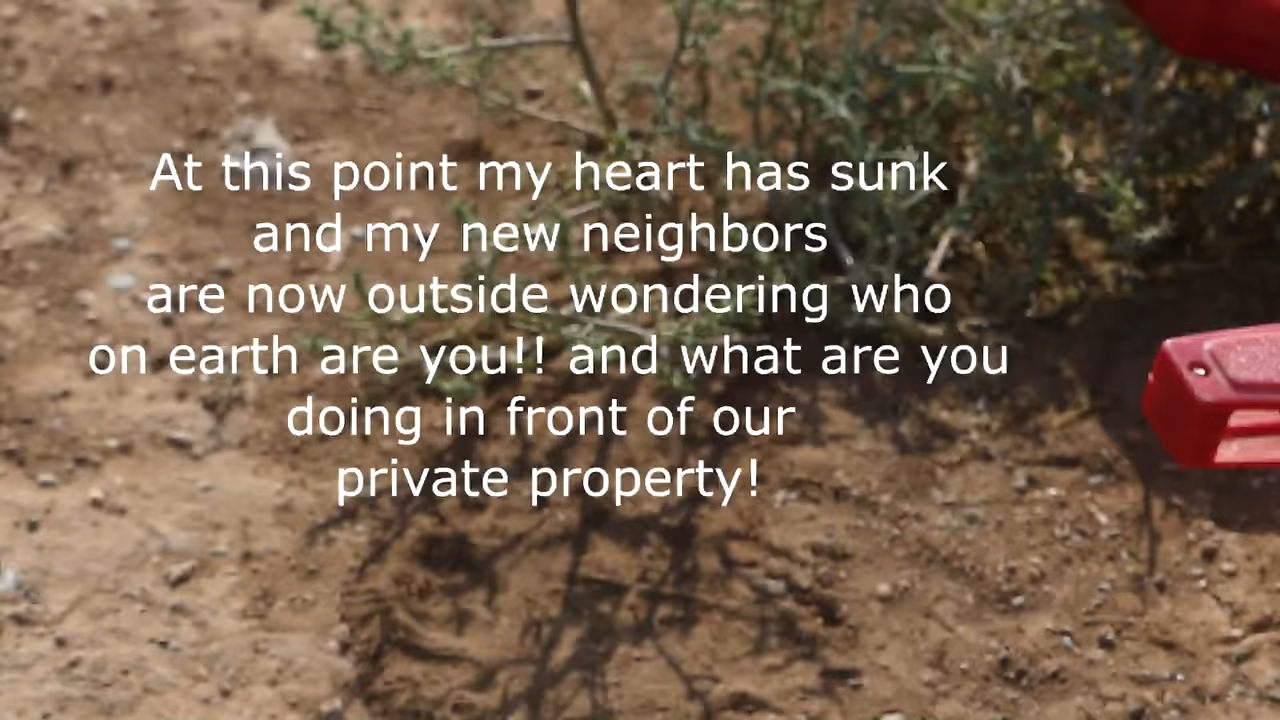 At this point my heart has sunk
and my new neighbors
are now outside wondering who
on earth are you!! and what are you
doing in front of our
private property!